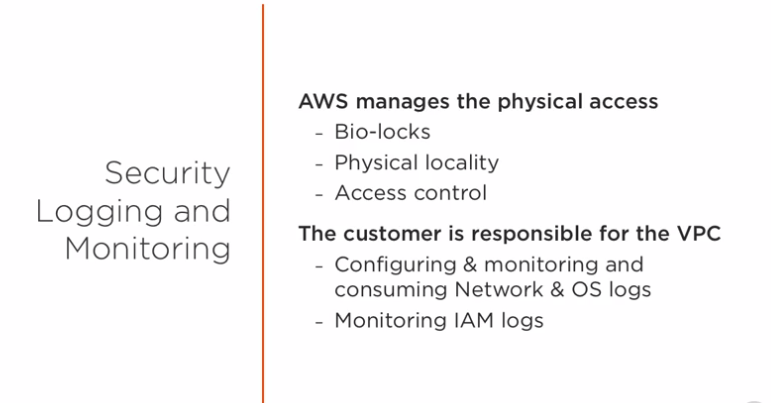 Security
Logging and
Monitoring
AWS manages the physical access
- Bio-locks
- Physical locality
- Access control
The customer is responsible for the VPC
- Configuring & monitoring and
consuming Network & OS logs
- Monitoring IAM logs